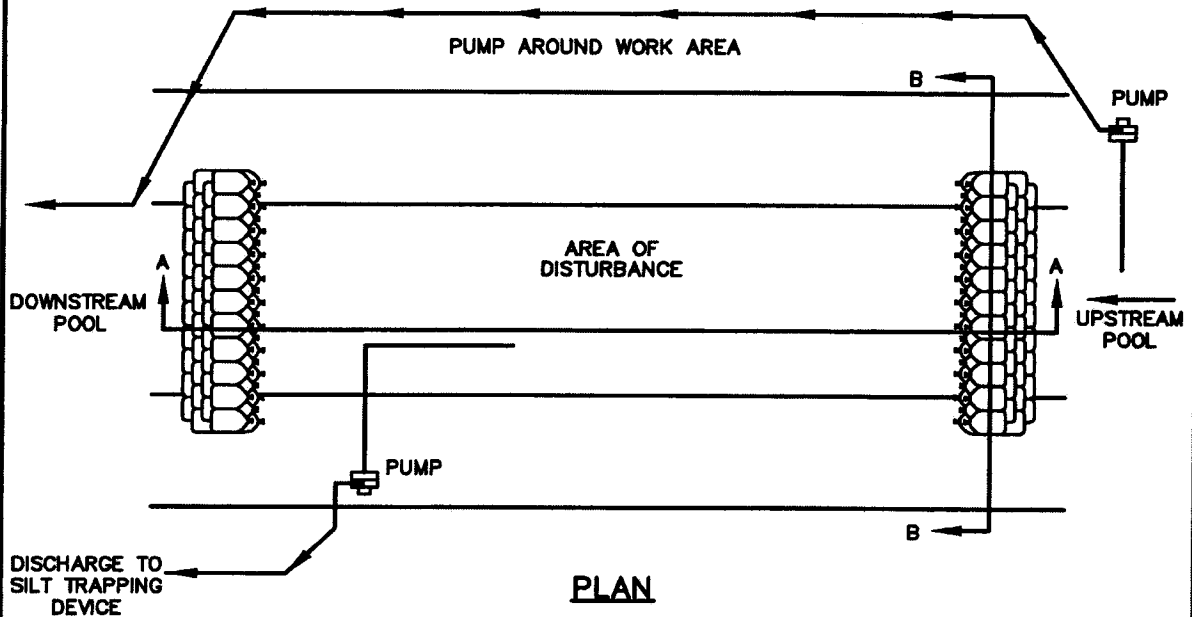 PUMP AROUND WORK AREA
B
PUMP
AREA OF
DISTURBANCE
A
A
DOWNSTREAM
POOL
UPSTREAM
POOL
PUMP
B
DISCHARGE TO
SILT TRAPPING
DEVICE
PLAN